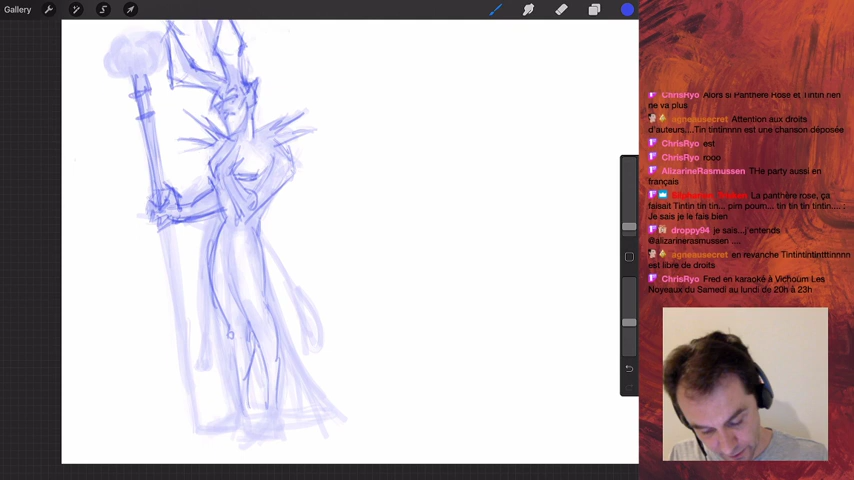 Gallery
ChrisRyo Alors si Panthère Rose et Tintin rien
ne va plus
agneausecret Attention aux droits
d'auteurs....Tin tintinnnn est une chanson déposée
ChrisRyo est
ChrisRyo rooo
AlizarineRasmussen THe party aussi en
français
La panthère rose, ça
faisait Tintin tin tin... pim poum... tin tin tin tintin.... :
Je sais je le fais bien
droppy94 je sais...j'entends
@alizarinerasmussen ....
agneausecret en revanche Tintintintintttinnnn
est libre de droits
ChrisRyo Fred en karaoké à Vichoum Les
Noyeaux du Samedi au lundi de 20h à 23h